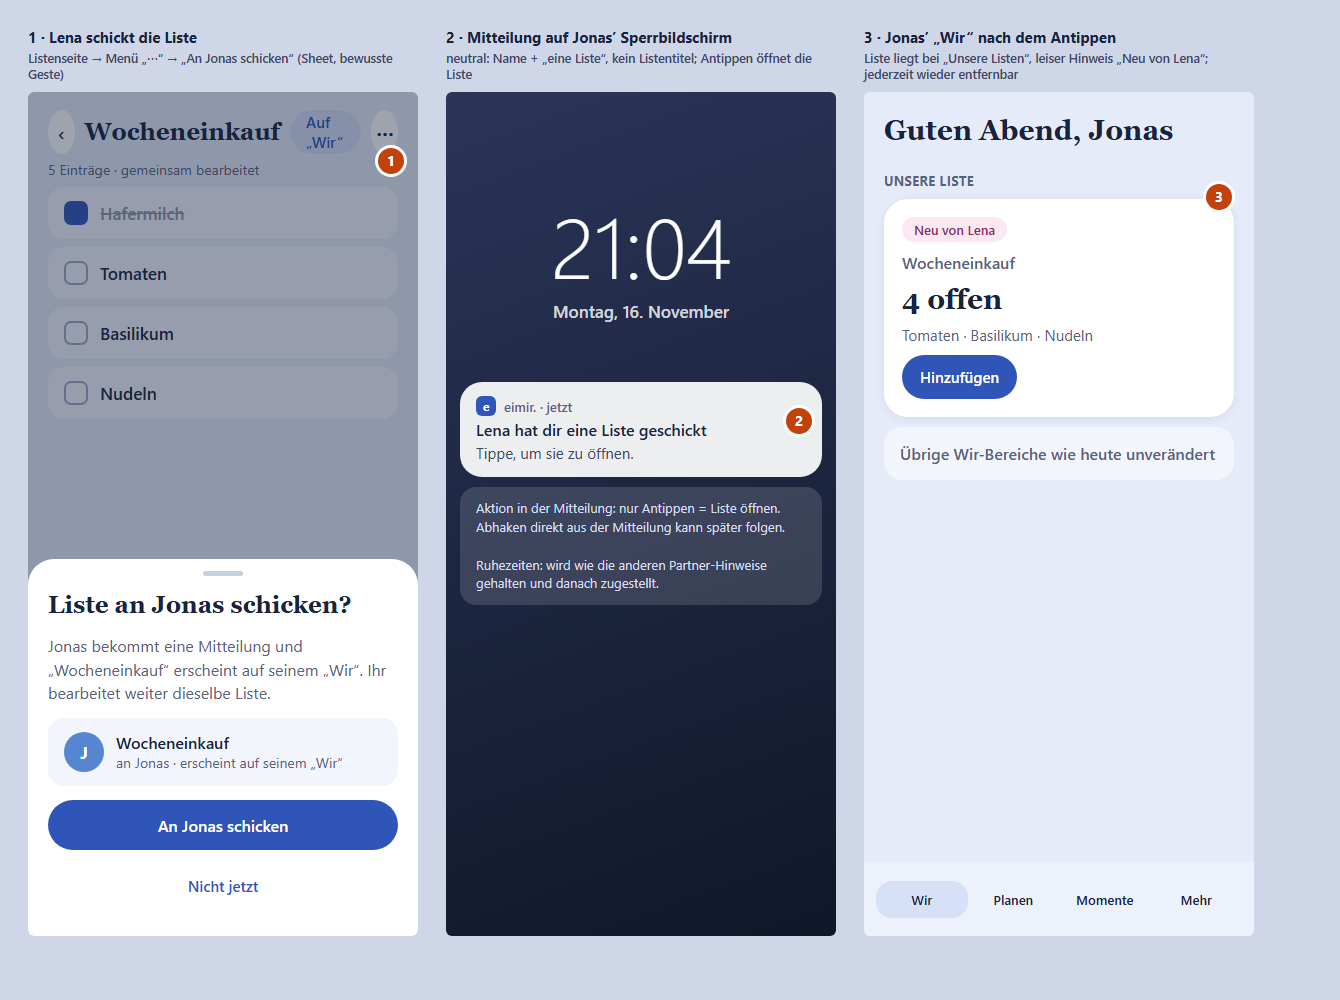 1 · Lena schickt die Liste
Listenseite → Menü „⋯“ → „An Jonas schicken“ (Sheet, bewusste
Geste)
‹
Wocheneinkauf
Auf
„Wir“
⋯
1
5 Einträge · gemeinsam bearbeitet
Hafermilch
Tomaten
Basilikum
Nudeln
Liste an Jonas schicken?
Jonas bekommt eine Mitteilung und
„Wocheneinkauf“ erscheint auf seinem „Wir“. Ihr
bearbeitet weiter dieselbe Liste.
J
Wocheneinkauf
an Jonas · erscheint auf seinem „Wir“
An Jonas schicken
Nicht jetzt
2 · Mitteilung auf Jonas’ Sperrbildschirm
neutral: Name + „eine Liste“, kein Listentitel; Antippen öffnet die
Liste
21:04
Montag, 16. November
e eimir. · jetzt
2
Lena hat dir eine Liste geschickt
Tippe, um sie zu öffnen.
Aktion in der Mitteilung: nur Antippen = Liste öffnen.
Abhaken direkt aus der Mitteilung kann später folgen.
Ruhezeiten: wird wie die anderen Partner-Hinweise
gehalten und danach zugestellt.
3 · Jonas’ „Wir“ nach dem Antippen
Liste liegt bei „Unsere Listen“, leiser Hinweis „Neu von Lena“;
jederzeit wieder entfernbar
Guten Abend, Jonas
UNSERE LISTE
3
Neu von Lena
Wocheneinkauf
4 offen
Tomaten · Basilikum · Nudeln
Hinzufügen
Übrige Wir-Bereiche wie heute unverändert
Wir
Planen
Momente
Mehr